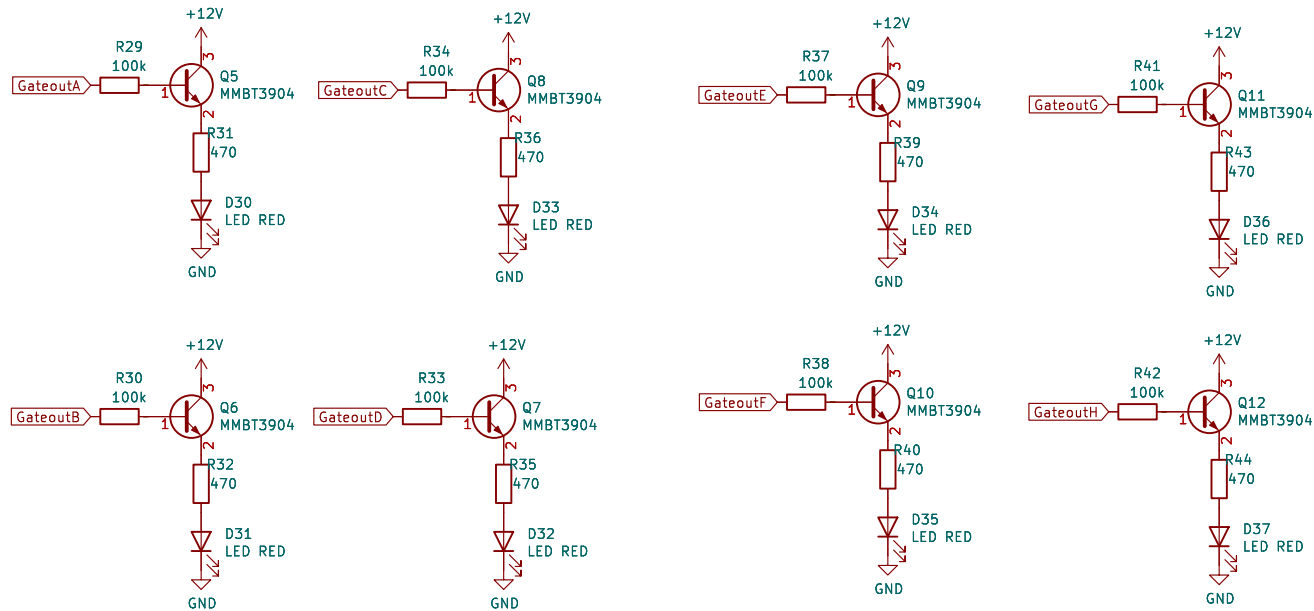 +12V
R29
100k
GateoutA
3
1
2
Q5
MMBT3904
R31
470
D30
LED RED
GND
+12V
R34
100k
GateoutC
3
1
2
Q8
MMBT3904
R36
470
D33
LED RED
GND
+12V
R37
100k
GateoutE
3
1
2
Q9
MMBT3904
R39
470
D34
LED RED
GND
+12V
R41
100k
GateoutG
3
1
2
Q11
MMBT3904
R43
470
D36
LED RED
GND
+12V
R30
100k
GateoutB
3
1
2
Q6
MMBT3904
R32
470
D31
LED RED
GND
+12V
R33
100k
GateoutD
3
1
2
Q7
MMBT3904
R35
470
D32
LED RED
GND
+12V
R38
100k
GateoutF
3
1
2
Q10
MMBT3904
R40
470
D35
LED RED
GND
+12V
R42
100k
GateoutH
3
1
2
Q12
MMBT3904
R44
470
D37
LED RED
GND